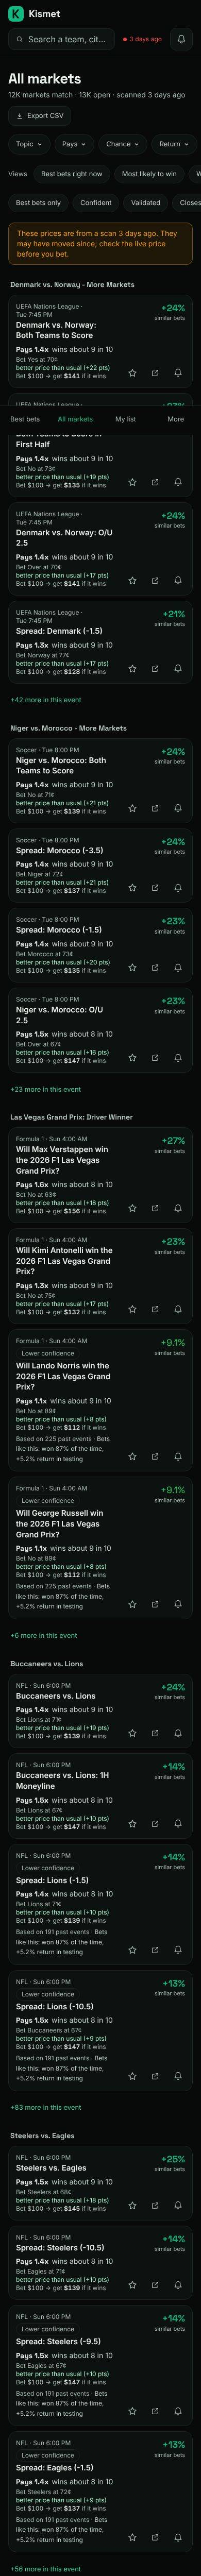 Kismet
Search a team, cit...
3 days ago
All markets
12K markets match · 13K open · scanned 3 days ago
Export CSV
Topic
Pays
Chance
Return
Views
Best bets right now
Most likely to win
Best bets only
Confident
Validated
Closes
These prices are from a scan 3 days ago. They
may have moved since; check the live price
before you bet.
Denmark vs. Norway - More Markets
UEFA Nations League ·
Tue 7:45 PM
+24%
similar bets
Denmark vs. Norway:
Both Teams to Score
Pays 1.4x wins about 9 in 10
Bet Yes at 70¢
better price than usual (+22 pts)
Bet $100 → get $141 if it wins
UEFA Nations League ·
Best bets
All markets
My list
More
First Half
Pays 1.4x wins about 9 in 10
Bet No at 73¢
better price than usual (+19 pts)
Bet $100 → get $135 if it wins
UEFA Nations League ·
Tue 7:45 PM
+24%
similar bets
Denmark vs. Norway: O/U
2.5
Pays 1.4x wins about 9 in 10
Bet Over at 70¢
better price than usual (+17 pts)
Bet $100 → get $141 if it wins
UEFA Nations League ·
Tue 7:45 PM
+21%
similar bets
Spread: Denmark (-1.5)
Pays 1.3x wins about 9 in 10
Bet Norway at 77¢
better price than usual (+17 pts)
Bet $100 → get $128 if it wins
+42 more in this event
Niger vs. Morocco - More Markets
Soccer · Tue 8:00 PM
+24%
similar bets
Niger vs. Morocco: Both
Teams to Score
Pays 1.4x wins about 9 in 10
Bet No at 71¢
better price than usual (+21 pts)
Bet $100 → get $139 if it wins
Soccer · Tue 8:00 PM
+24%
similar bets
Spread: Morocco (-3.5)
Pays 1.4x wins about 9 in 10
Bet Niger at 72¢
better price than usual (+21 pts)
Bet $100 → get $137 if it wins
Soccer · Tue 8:00 PM
+23%
similar bets
Spread: Morocco (-1.5)
Pays 1.4x wins about 9 in 10
Bet Morocco at 73¢
better price than usual (+20 pts)
Bet $100 → get $135 if it wins
Soccer · Tue 8:00 PM
+23%
similar bets
Niger vs. Morocco: O/U
2.5
Pays 1.5x wins about 8 in 10
Bet Over at 67¢
better price than usual (+16 pts)
Bet $100 → get $147 if it wins
+23 more in this event
Las Vegas Grand Prix: Driver Winner
Formula 1 · Sun 4:00 AM
+27%
similar bets
Will Max Verstappen win
the 2026 F1 Las Vegas
Grand Prix?
Pays 1.6x wins about 8 in 10
Bet No at 63¢
better price than usual (+18 pts)
Bet $100 → get $156 if it wins
Formula 1 · Sun 4:00 AM
+23%
similar bets
Will Kimi Antonelli win the
2026 F1 Las Vegas Grand
Prix?
Pays 1.3x wins about 9 in 10
Bet No at 75¢
better price than usual (+17 pts)
Bet $100 → get $132 if it wins
Formula 1 · Sun 4:00 AM
+9.1%
similar bets
Lower confidence
Will Lando Norris win the
2026 F1 Las Vegas Grand
Prix?
Pays 1.1x wins about 9 in 10
Bet No at 89¢
better price than usual (+8 pts)
Bet $100 → get $112 if it wins
Based on 225 past events · Bets
like this: won 87% of the time,
+5.2% return in testing
Formula 1 · Sun 4:00 AM
+9.1%
similar bets
Lower confidence
Will George Russell win
the 2026 F1 Las Vegas
Grand Prix?
Pays 1.1x wins about 9 in 10
Bet No at 89¢
better price than usual (+8 pts)
Bet $100 → get $112 if it wins
Based on 225 past events · Bets
like this: won 87% of the time,
+5.2% return in testing
+6 more in this event
Buccaneers vs. Lions
NFL · Sun 6:00 PM
+24%
similar bets
Buccaneers vs. Lions
Pays 1.4x wins about 9 in 10
Bet Lions at 71¢
better price than usual (+19 pts)
Bet $100 → get $139 if it wins
NFL · Sun 6:00 PM
+14%
similar bets
Buccaneers vs. Lions: 1H
Moneyline
Pays 1.5x wins about 8 in 10
Bet Lions at 67¢
better price than usual (+10 pts)
Bet $100 → get $147 if it wins
NFL · Sun 6:00 PM
+14%
similar bets
Lower confidence
Spread: Lions (-1.5)
Pays 1.4x wins about 8 in 10
Bet Lions at 71¢
better price than usual (+10 pts)
Bet $100 → get $139 if it wins
Based on 191 past events · Bets
like this: won 87% of the time,
+5.2% return in testing
NFL · Sun 6:00 PM
+13%
similar bets
Lower confidence
Spread: Lions (-10.5)
Pays 1.5x wins about 8 in 10
Bet Buccaneers at 67¢
better price than usual (+9 pts)
Bet $100 → get $147 if it wins
Based on 191 past events · Bets
like this: won 87% of the time,
+5.2% return in testing
+83 more in this event
Steelers vs. Eagles
NFL · Sun 6:00 PM
+25%
similar bets
Steelers vs. Eagles
Pays 1.5x wins about 9 in 10
Bet Steelers at 68¢
better price than usual (+18 pts)
Bet $100 → get $145 if it wins
NFL · Sun 6:00 PM
+14%
similar bets
Spread: Steelers (-10.5)
Pays 1.4x wins about 8 in 10
Bet Eagles at 71¢
better price than usual (+10 pts)
Bet $100 → get $139 if it wins
NFL · Sun 6:00 PM
+14%
similar bets
Lower confidence
Spread: Steelers (-9.5)
Pays 1.5x wins about 8 in 10
Bet Eagles at 67¢
better price than usual (+10 pts)
Bet $100 → get $147 if it wins
Based on 191 past events · Bets
like this: won 87% of the time,
+5.2% return in testing
NFL · Sun 6:00 PM
+13%
similar bets
Lower confidence
Spread: Eagles (-1.5)
Pays 1.4x wins about 8 in 10
Bet Steelers at 72¢
better price than usual (+9 pts)
Bet $100 → get $137 if it wins
Based on 191 past events · Bets
like this: won 87% of the time,
+5.2% return in testing
+56 more in this event